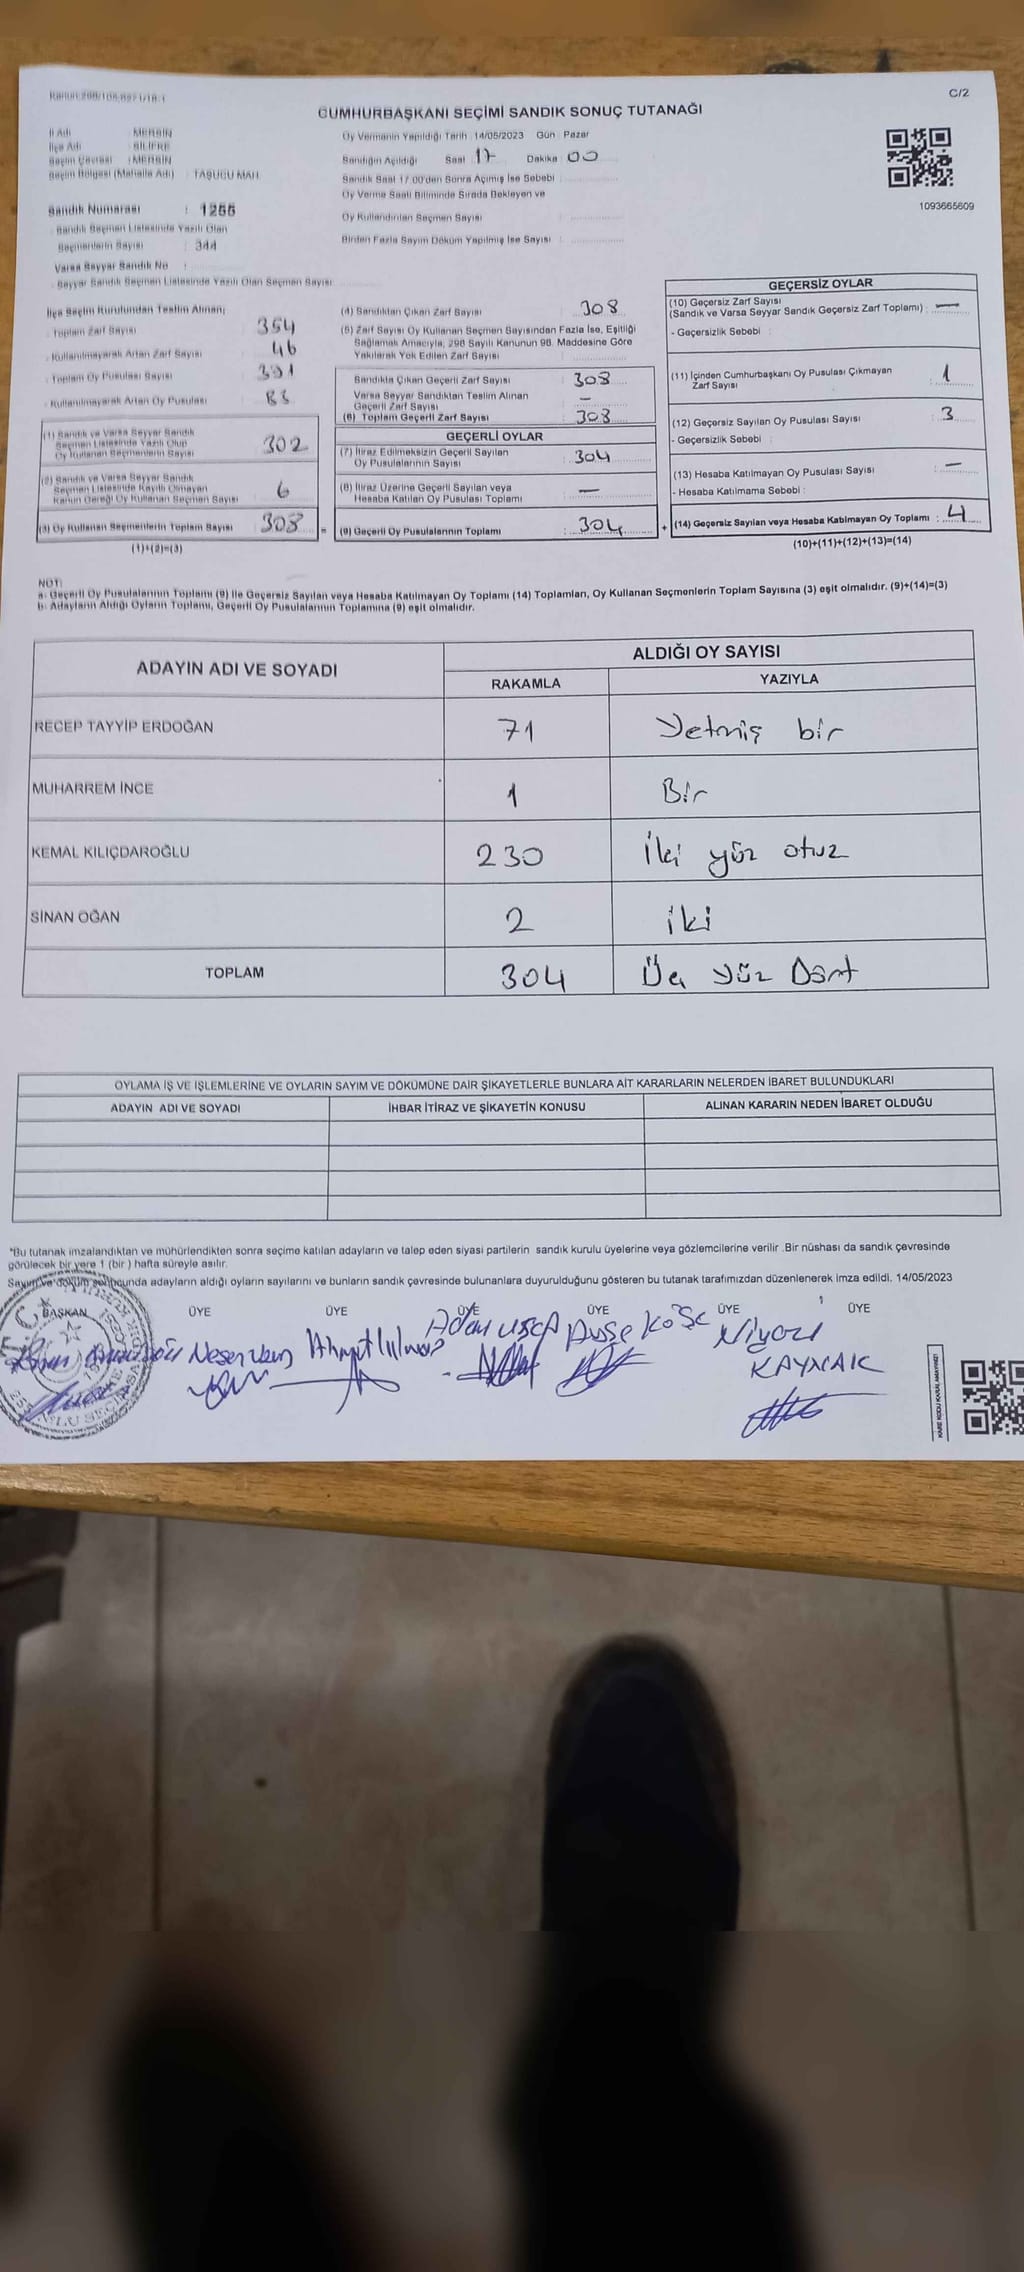 C/2
CUMHURBAŞKANI SEÇİMİ SANDIK SONUÇ TUTANAĞI
İl Adı : MERSİN
İlçe Adı : SİLİFKE
Seçim Çevresi : MERSİN
Seçim Bölgesi (Mahalle Adı) : TAŞUCU MAH.
Sandık Numarası : 1255
Sandık Seçmen Listesinde Yazılı Olan
Seçmenlerin Sayısı : 344
Varsa Seyyar Sandık No :
Seyyar Sandık Seçmen Listesinde Yazılı Olan Seçmen Sayısı
Oy Vermenin Yapıldığı Tarih 14/05/2023 Gün Pazar
Sandığın Açıldığı Saat 17 Dakika 00
Sandık Saat 17.00'den Sonra Açımış İse Sebebi :
Oy Verme Saati Bitiminde Sırada Bekleyen ve
Oy Kullandırılan Seçmen Sayısı
Birden Fazla Sayım Döküm Yapılmış İse Sayısı :
1093665609
İlçe Seçim Kurulundan Teslim Alınan;
- Toplam Zarf Sayısı 354
- Kullanılmayarak Artan Zarf Sayısı 46
- Toplam Oy Pusulası Sayısı 391
- Kullanılmayarak Artan Oy Pusulası 83
(1) Sandık ve Varsa Seyyar Sandık
Seçmen Listesinde Yazılı Olup
Oy Kullanan Seçmenlerin Sayısı 302
(2) Sandık ve Varsa Seyyar Sandık
Seçmen Listesinde Kayıtlı Olmayan
Kanun Gereği Oy Kullanan Seçmen Sayısı 6
(3) Oy Kullanan Seçmenlerin Toplam Sayısı 308 =
(1)+(2)=(3)
(4) Sandıktan Çıkan Zarf Sayısı : 308
(5) Zarf Sayısı Oy Kullanan Seçmen Sayısından Fazla İse, Eşitliği
Sağlamak Amacıyla, 298 Sayılı Kanunun 98. Maddesine Göre
Yakılarak Yok Edilen Zarf Sayısı :
Sandıkta Çıkan Geçerli Zarf Sayısı : 308
Varsa Seyyar Sandıktan Teslim Alınan
Geçerli Zarf Sayısı : —
(6) Toplam Geçerli Zarf Sayısı : 308
GEÇERLİ OYLAR
(7) İtiraz Edilmeksizin Geçerli Sayılan
Oy Pusulalarının Sayısı : 304
(8) İtiraz Üzerine Geçerli Sayılan veya
Hesaba Katılan Oy Pusulası Toplamı : —
(9) Geçerli Oy Pusulalarının Toplamı : 304 +
GEÇERSİZ OYLAR
(10) Geçersiz Zarf Sayısı
(Sandık ve Varsa Seyyar Sandık Geçersiz Zarf Toplamı) : —
- Geçersizlik Sebebi :
(11) İçinden Cumhurbaşkanı Oy Pusulası Çıkmayan
Zarf Sayısı : 1
(12) Geçersiz Sayılan Oy Pusulası Sayısı : 3
- Geçersizlik Sebebi :
(13) Hesaba Katılmayan Oy Pusulası Sayısı : —
- Hesaba Katılmama Sebebi :
(14) Geçersiz Sayılan veya Hesaba Katılmayan Oy Toplamı : 4
(10)+(11)+(12)+(13)=(14)
NOT:
a- Geçerli Oy Pusulalarının Toplamı (9) İle Geçersiz Sayılan veya Hesaba Katılmayan Oy Toplamı (14) Toplamları, Oy Kullanan Seçmenlerin Toplam Sayısına (3) eşit olmalıdır. (9)+(14)=(3)
b- Adayların Aldığı Oyların Toplamı, Geçerli Oy Pusulalarının Toplamına (9) eşit olmalıdır.
ADAYIN ADI VE SOYADI ALDIĞI OY SAYISI
RAKAMLA YAZIYLA
RECEP TAYYİP ERDOĞAN 71 Yetmiş bir
MUHARREM İNCE 1 Bir
KEMAL KILIÇDAROĞLU 230 İki yüz otuz
SİNAN OĞAN 2 iki
TOPLAM 304 Üç yüz Dört
OYLAMA İŞ VE İŞLEMLERİNE VE OYLARIN SAYIM VE DÖKÜMÜNE DAİR ŞİKAYETLERLE BUNLARA AİT KARARLARIN NELERDEN İBARET BULUNDUKLARI
ADAYIN ADI VE SOYADI İHBAR İTİRAZ VE ŞİKAYETİN KONUSU ALINAN KARARIN NEDEN İBARET OLDUĞU
*Bu tutanak imzalandıktan ve mühürlendikten sonra seçime katılan adayların ve talep eden siyasi partilerin sandık kurulu üyelerine veya gözlemcilerine verilir .Bir nüshası da sandık çevresinde
görülecek bir yere 1 (bir ) hafta süreyle asılır.
Sayım ve döküm sonucunda adayların aldığı oyların sayılarını ve bunların sandık çevresinde bulunanlara duyurulduğunu gösteren bu tutanak tarafımızdan düzenlenerek imza edildi. 14/05/2023
BAŞKAN ÜYE ÜYE ÜYE ÜYE ÜYE ÜYE
Adem Ayşe KÖSE Niyazi
KAYNAK